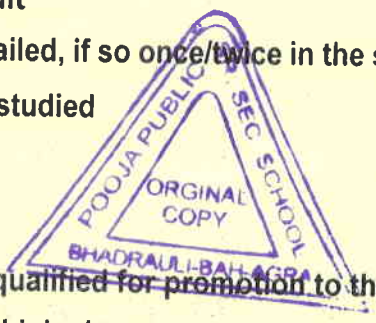 ailed, if so once/twice in the s
studied
POOJA PUBLIC
SEC. SCHOOL
ORGINAL
COPY
BHADRAULI-BAH-AGRA
qualified for promotion to th